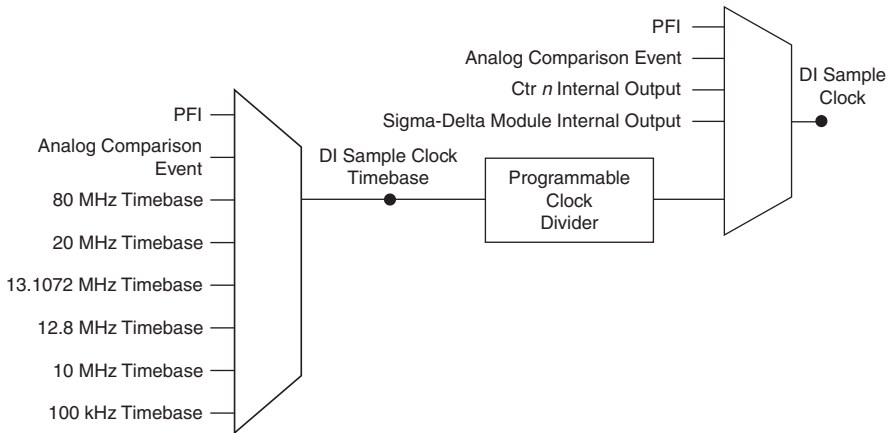 PFI
Analog Comparison Event
Ctr n Internal Output
Sigma-Delta Module Internal Output
DI Sample
Clock
PFI
Analog Comparison
Event
80 MHz Timebase
20 MHz Timebase
13.1072 MHz Timebase
12.8 MHz Timebase
10 MHz Timebase
100 kHz Timebase
DI Sample Clock
Timebase
Programmable
Clock
Divider